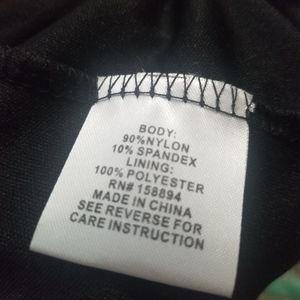 BODY:
90%NYLON
10% SPANDEX
LINING:
100% POLYESTER
RN# 158894
MADE IN CHINA
SEE REVERSE FOR
CARE INSTRUCTION